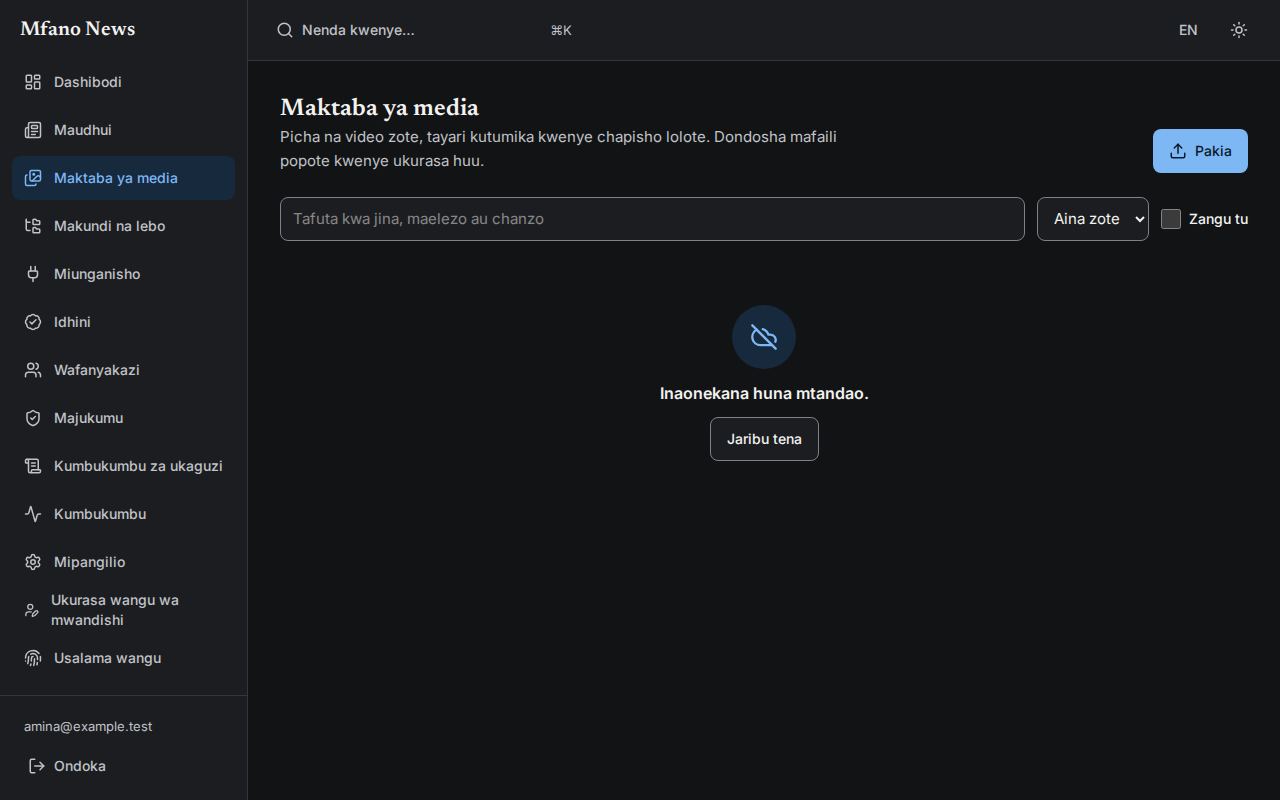 Mfano News
Nenda kwenye...
⌘K
EN
Dashibodi
Maudhui
Maktaba ya media
Makundi na lebo
Miunganisho
Idhini
Wafanyakazi
Majukumu
Kumbukumbu za ukaguzi
Kumbukumbu
Mipangilio
Ukurasa wangu wa
mwandishi
Usalama wangu
amina@example.test
Ondoka
Maktaba ya media
Picha na video zote, tayari kutumika kwenye chapisho lolote. Dondosha mafaili
popote kwenye ukurasa huu.
Pakia
Tafuta kwa jina, maelezo au chanzo
Aina zote
Zangu tu
Inaonekana huna mtandao.
Jaribu tena